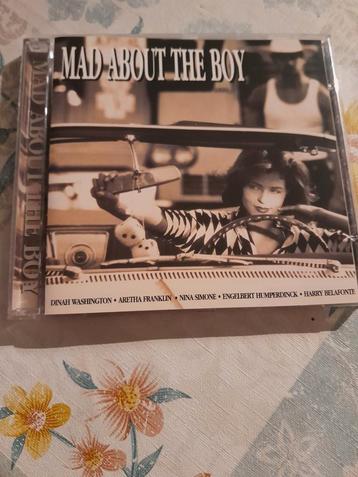 MAD ABOUT THE BOY
MAD ABOUT THE BOY
DINAH WASHINGTON • ARETHA FRANKLIN • NINA SIMONE • ENGELBERT HUMPERDINCK • HARRY BELAFONTE